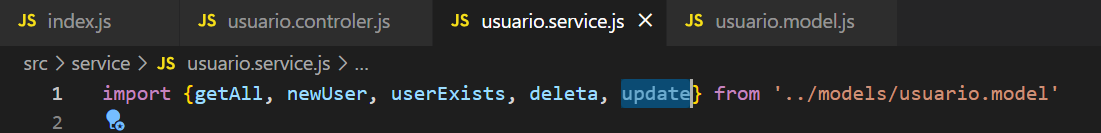 JS index.js JS usuario.controler.js JS usuario.service.js × JS usuario.model.js
src > service > JS usuario.service.js > ...
1 import {getAll, newUser, userExists, deleta, update} from '../models/usuario.model'
2